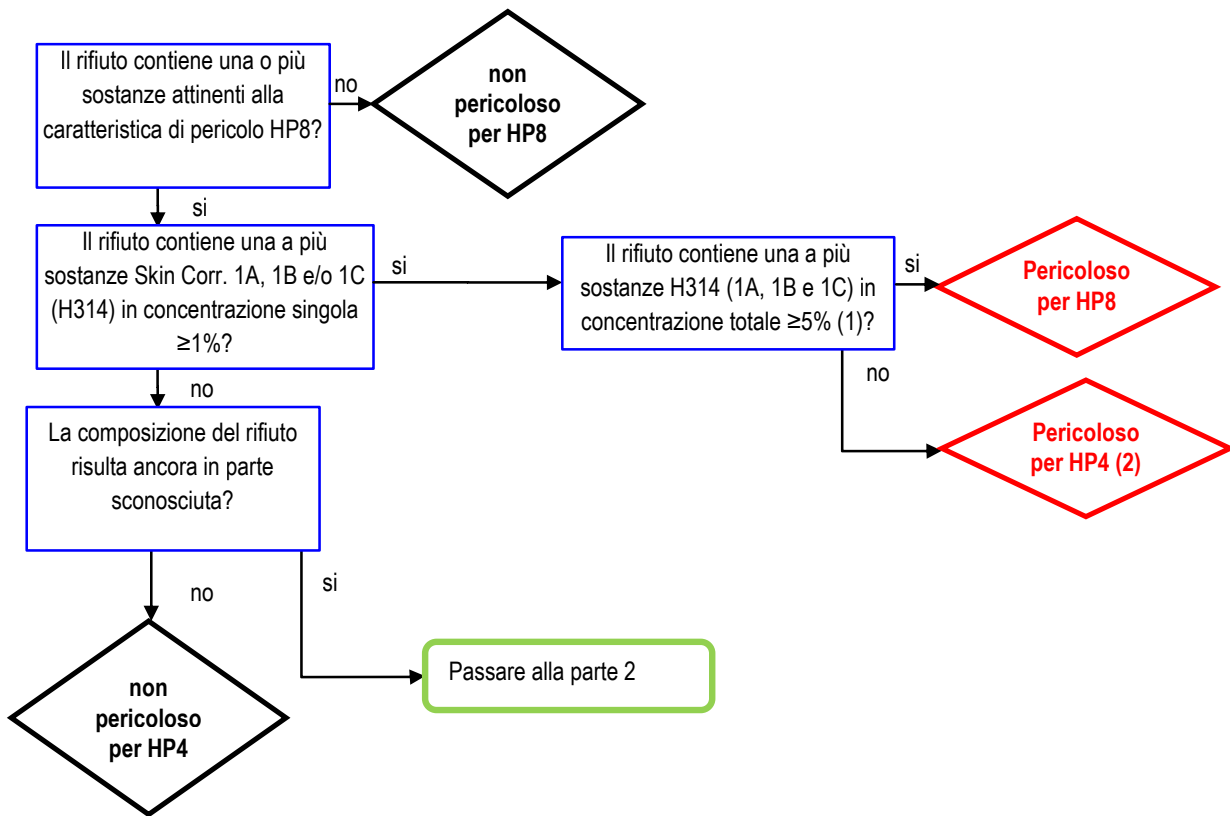 Il rifiuto contiene una o più
sostanze attinenti alla
caratteristica di pericolo HP8?
no
non
pericoloso
per HP8
si
Il rifiuto contiene una a più
sostanze Skin Corr. 1A, 1B e/o 1C
(H314) in concentrazione singola
≥1%?
si
Il rifiuto contiene una a più
sostanze H314 (1A, 1B e 1C) in
concentrazione totale ≥5% (1)?
si
Pericoloso
per HP8
no
Pericoloso
per HP4 (2)
no
La composizione del rifiuto
risulta ancora in parte
sconosciuta?
no
si
non
pericoloso
per HP4
Passare alla parte 2